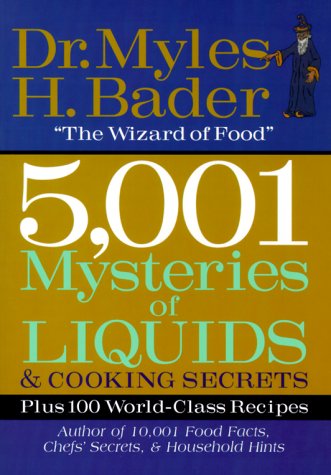 Dr. Myles
H. Bader
"The Wizard of Food"
5,001
Mysteries
of
LIQUIDS
& COOKING SECRETS
Plus 100 World-Class Recipes
Author of 10,001 Food Facts,
Chefs' Secrets, & Household Hints